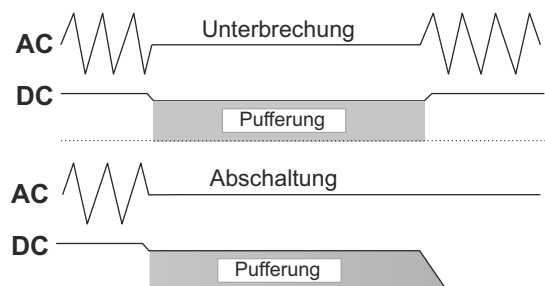 Unterbrechung
AC
DC
Pufferung
Abschaltung
AC
DC
Pufferung